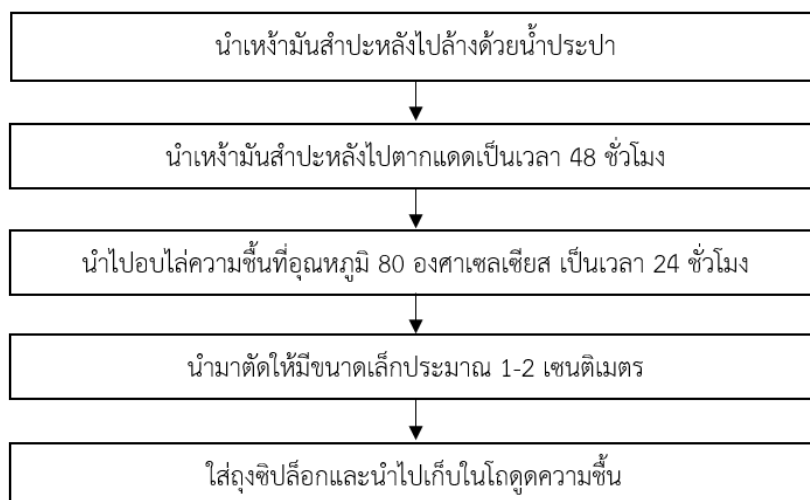 นำเหง้ามันสำปะหลังไปล้างด้วยน้ำประปา
นำเหง้ามันสำปะหลังไปตากแดดเป็นเวลา 48 ชั่วโมง
นำไปอบไล่ความชื้นที่อุณหภูมิ 80 องศาเซลเซียส เป็นเวลา 24 ชั่วโมง
นำมาตัดให้มีขนาดเล็กประมาณ 1-2 เซนติเมตร
ใส่ถุงซิปล็อกและนำไปเก็บในโถดูดความชื้น